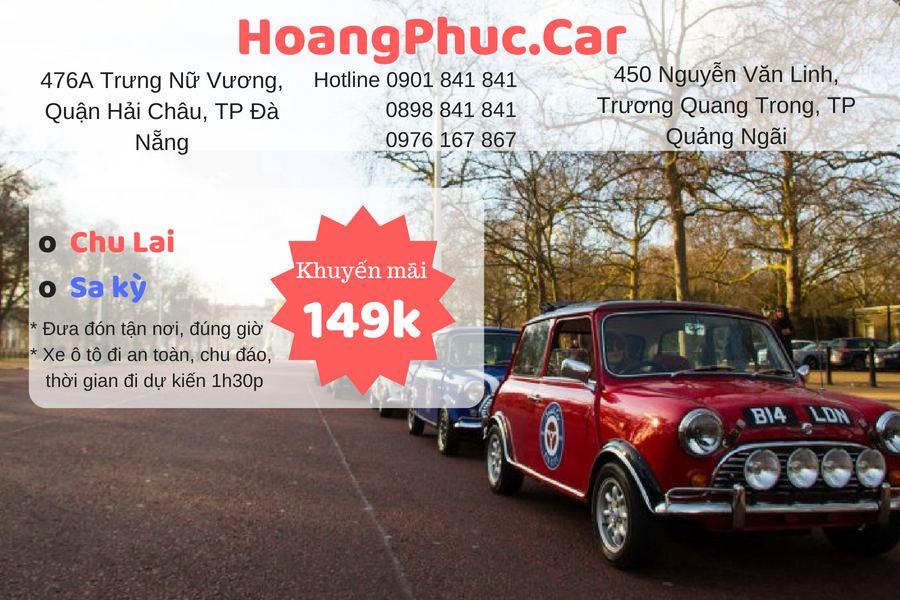 HoangPhuc.Car
476A Trưng Nữ Vương,
Quận Hải Châu, TP Đà
Nẵng
Hotline 0901 841 841
0898 841 841
0976 167 867
450 Nguyễn Văn Linh,
Trương Quang Trong, TP
Quảng Ngãi
o Chu Lai
o Sa kỳ
* Đưa đón tận nơi, đúng giờ
* Xe ô tô đi an toàn, chu đáo,
thời gian đi dự kiến 1h30p
Khuyến mãi
149k
B14 LDN